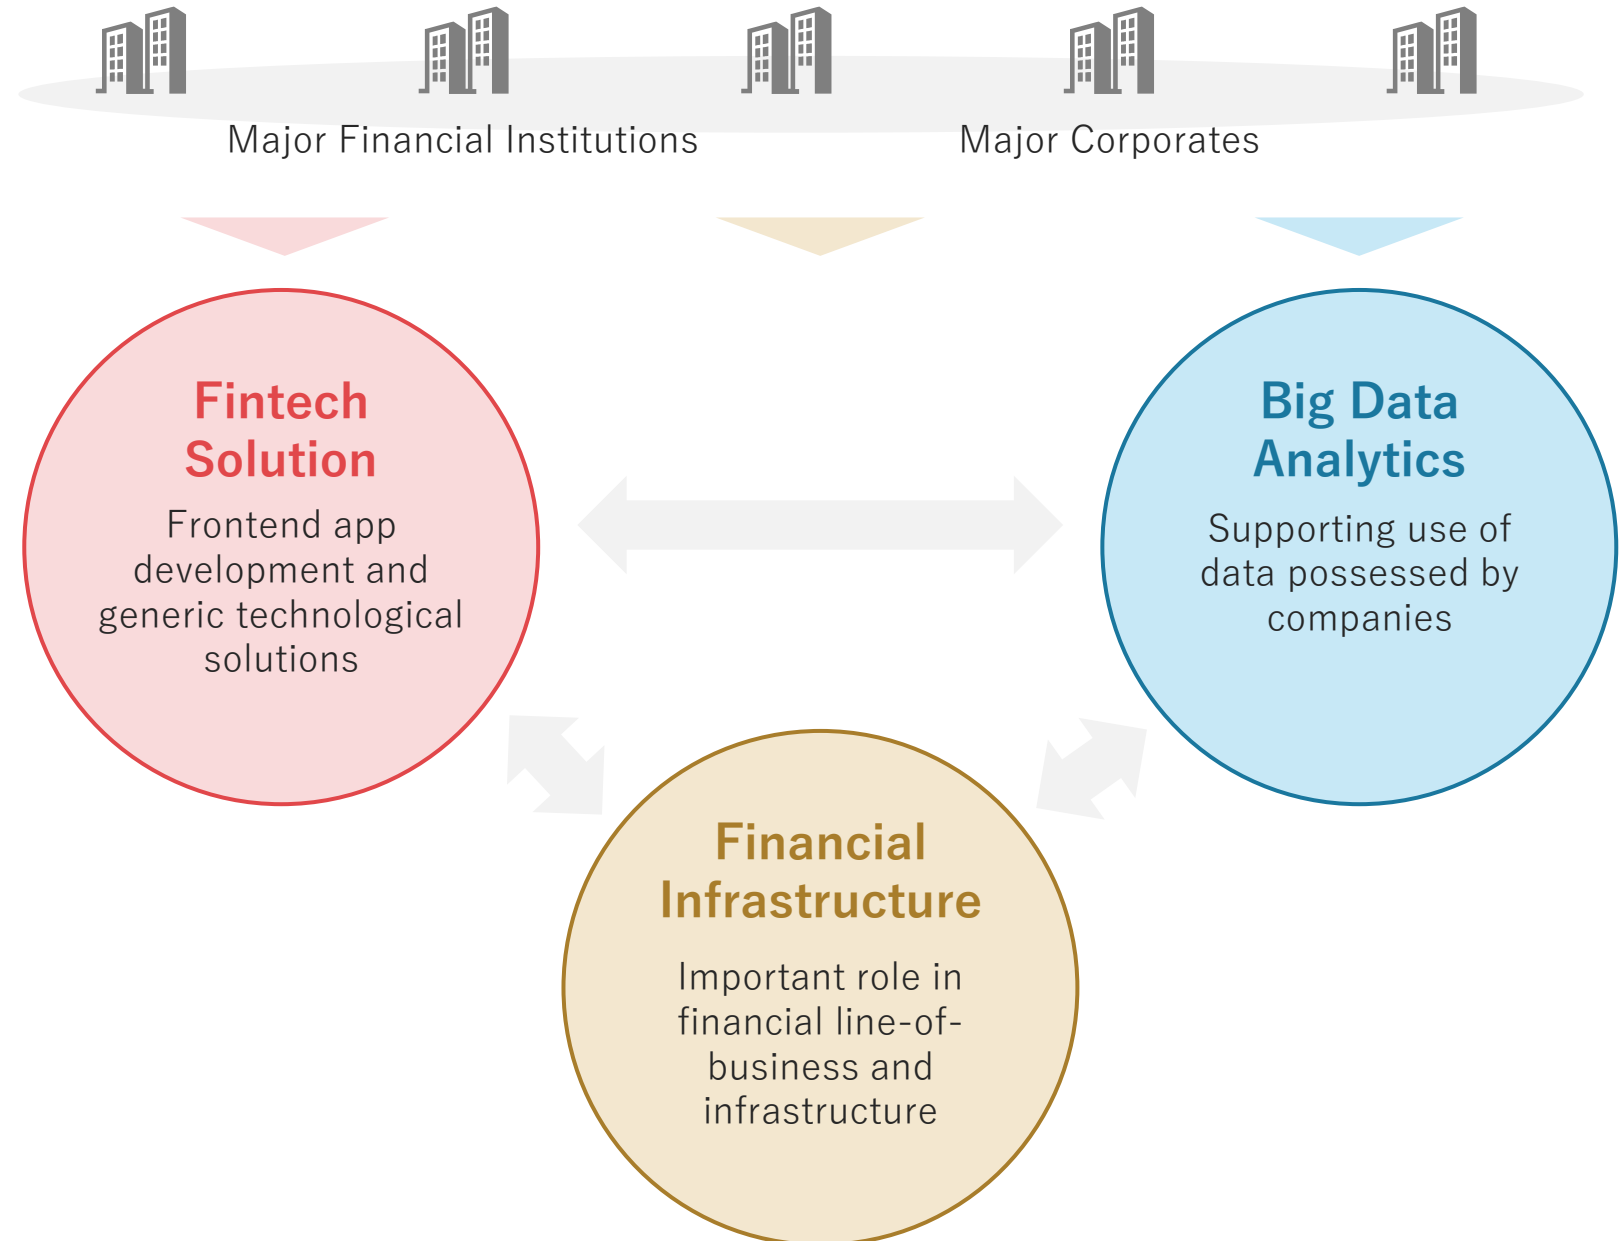 Major Financial Institutions
Major Corporates
Fintech
Solution
Frontend app
development and
generic technological
solutions
Big Data
Analytics
Supporting use of
data possessed by
companies
Financial
Infrastructure
Important role in
financial line-of-
business and
infrastructure